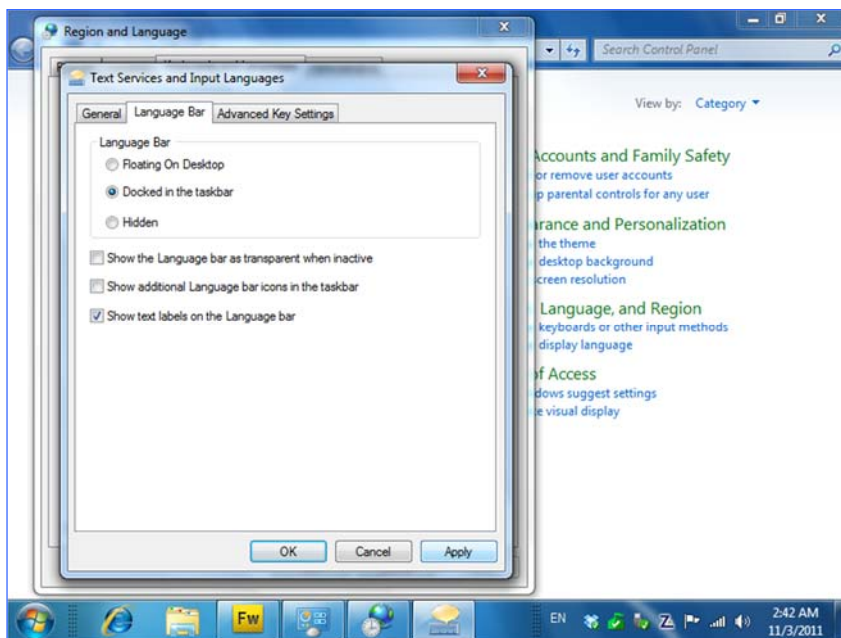 Region and Language
Search Control Panel
Text Services and Input Languages
View by: Category
General
Language Bar
Advanced Key Settings
Language Bar
Floating On Desktop
Docked in the taskbar
Hidden
Show the Language bar as transparent when inactive
Show additional Language bar icons in the taskbar
Show text labels on the Language bar
OK
Cancel
Apply
Accounts and Family Safety
or remove user accounts
parental controls for any user
and Personalization
the theme
desktop background
screen resolution
Language, and Region
keyboards or other input methods
display language
of Access
suggest settings
visual display
Fw
EN
2:42 AM
11/3/2011